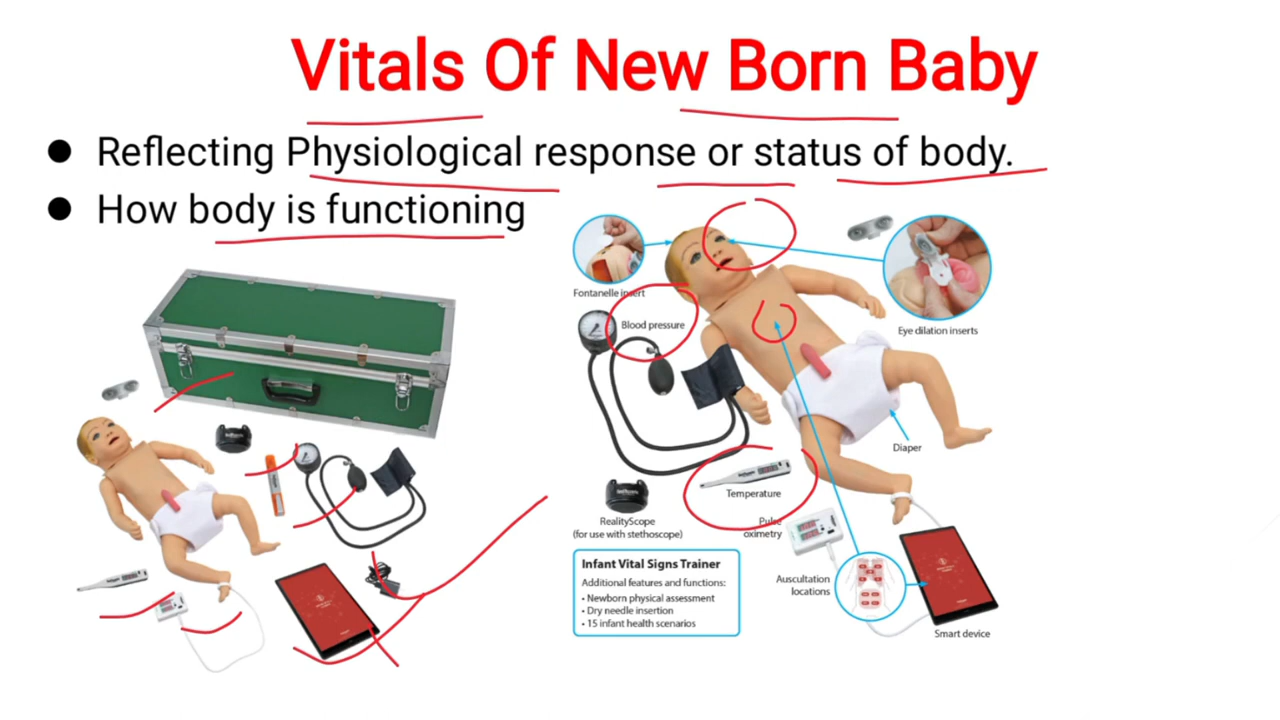 Vitals Of New Born Baby
● Reflecting Physiological response or status of body.
● How body is functioning
Fontanelle insert
Blood pressure
Eye dilation inserts
Diaper
Temperature
RealityScope
(for use with stethoscope)
Pulse
oximetry
Auscultation
locations
Smart device
Infant Vital Signs Trainer
Additional features and functions:
• Newborn physical assessment
• Dry needle insertion
• 15 infant health scenarios